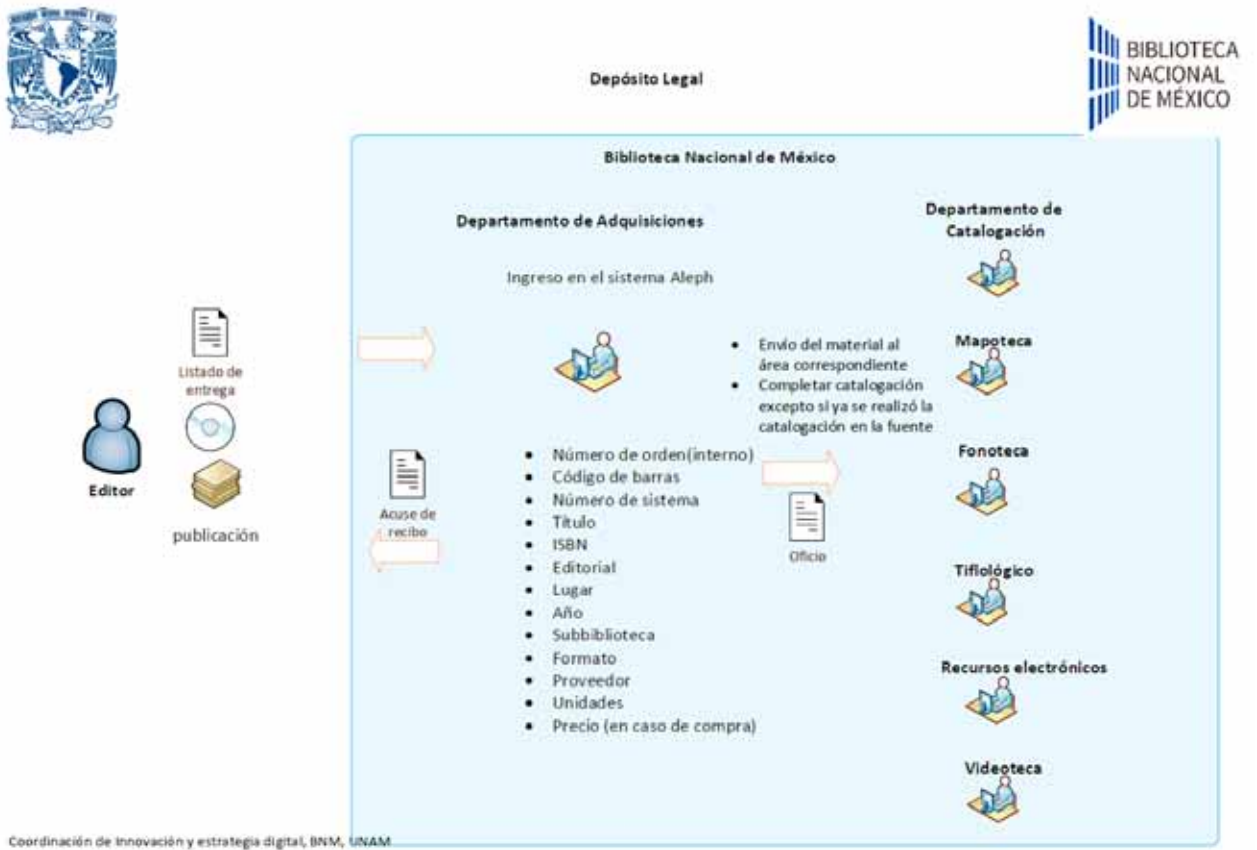 BIBLIOTECA
NACIONAL
DE MÉXICO
Depósito Legal
Biblioteca Nacional de México
Departamento de Adquisiciones
Ingreso en el sistema Aleph
Departamento de
Catalogación
Listado de
entrega
Editor
publicación
Acuse de
recibo
• Envío del material al
área correspondiente
• Completar catalogación
excepto si ya se realizó la
catalogación en la fuente
• Número de orden(interno)
• Código de barras
• Número de sistema
• Título
• ISBN
• Editorial
• Lugar
• Año
• Subbiblioteca
• Formato
• Proveedor
• Unidades
• Precio (en caso de compra)
Oficio
Mapoteca
Fonoteca
Tiflológico
Recursos electrónicos
Videoteca
Coordinación de Innovación y estrategia digital, BNM, UNAM